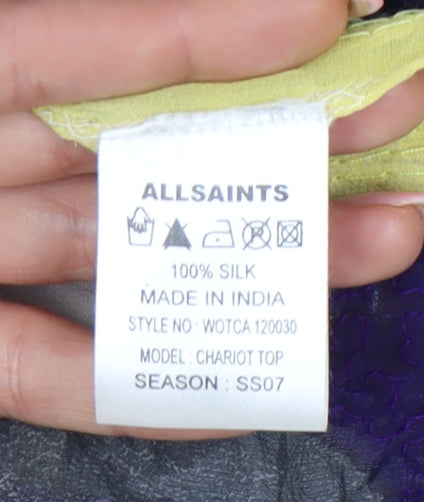 ALLSAINTS
100% SILK
MADE IN INDIA
STYLE NO : WOTCA 120030
MODEL : CHARIOT TOP
SEASON : SS07